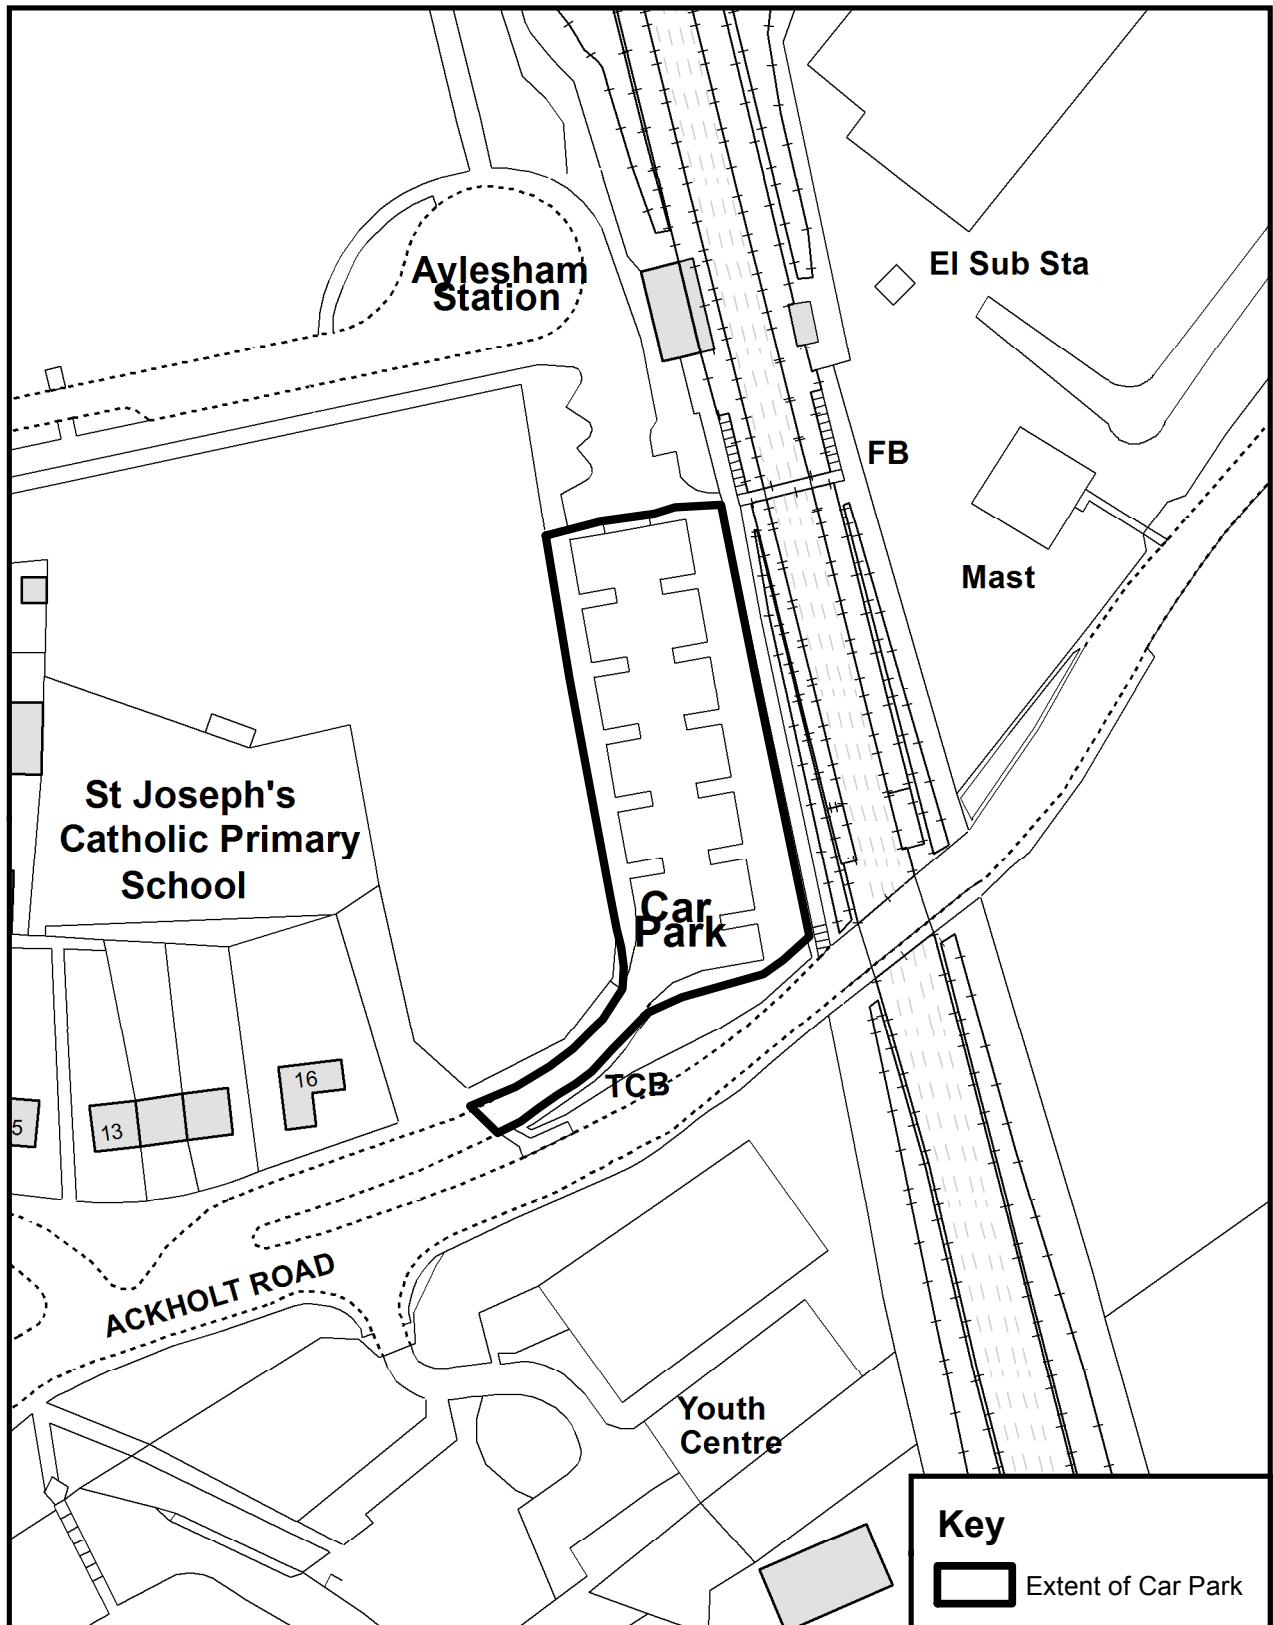 Aylesham
Station
El Sub Sta
FB
Mast
St Joseph's
Catholic Primary
School
Car
Park
16
TCB
5
13
ACKHOLT ROAD
Youth
Centre
Key
Extent of Car Park